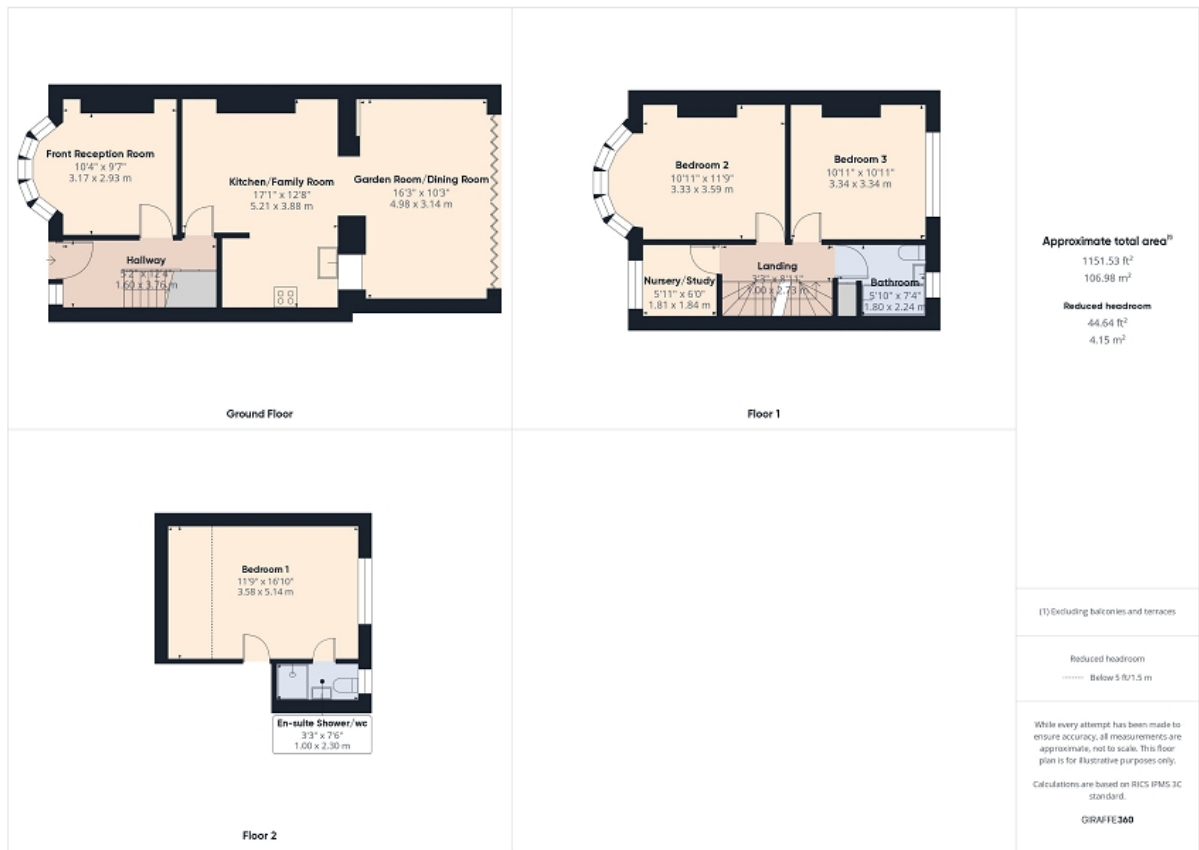 Front Reception Room
10'4" x 9'7"
3.17 x 2.93 m
Kitchen/Family Room
17'1" x 12'8"
5.21 x 3.88 m
Garden Room/Dining Room
16'3" x 10'3"
4.98 x 3.14 m
Hallway
5'2" x 12'4"
1.60 x 3.76 m
Ground Floor
Bedroom 2
10'11" x 11'9"
3.33 x 3.59 m
Bedroom 3
10'11" x 10'11"
3.34 x 3.34 m
Landing
3'3" x 8'11"
1.00 x 2.73 m
Nursery/Study
5'11" x 6'0"
1.81 x 1.84 m
Bathroom
5'10" x 7'4"
1.80 x 2.24 m
Floor 1
Bedroom 1
11'9" x 16'10"
3.58 x 5.14 m
En-suite Shower/wc
3'3" x 7'6"
1.00 x 2.30 m
Floor 2
Approximate total area⁽¹⁾
1151.53 ft²
106.98 m²
Reduced headroom
44.64 ft²
4.15 m²
(1) Excluding balconies and terraces
Reduced headroom
Below 5 ft/1.5 m
While every attempt has been made to
ensure accuracy, all measurements are
approximate, not to scale. This floor
plan is for illustrative purposes only.
Calculations are based on RICS IPMS 3C
standard.
GIRAFFE360